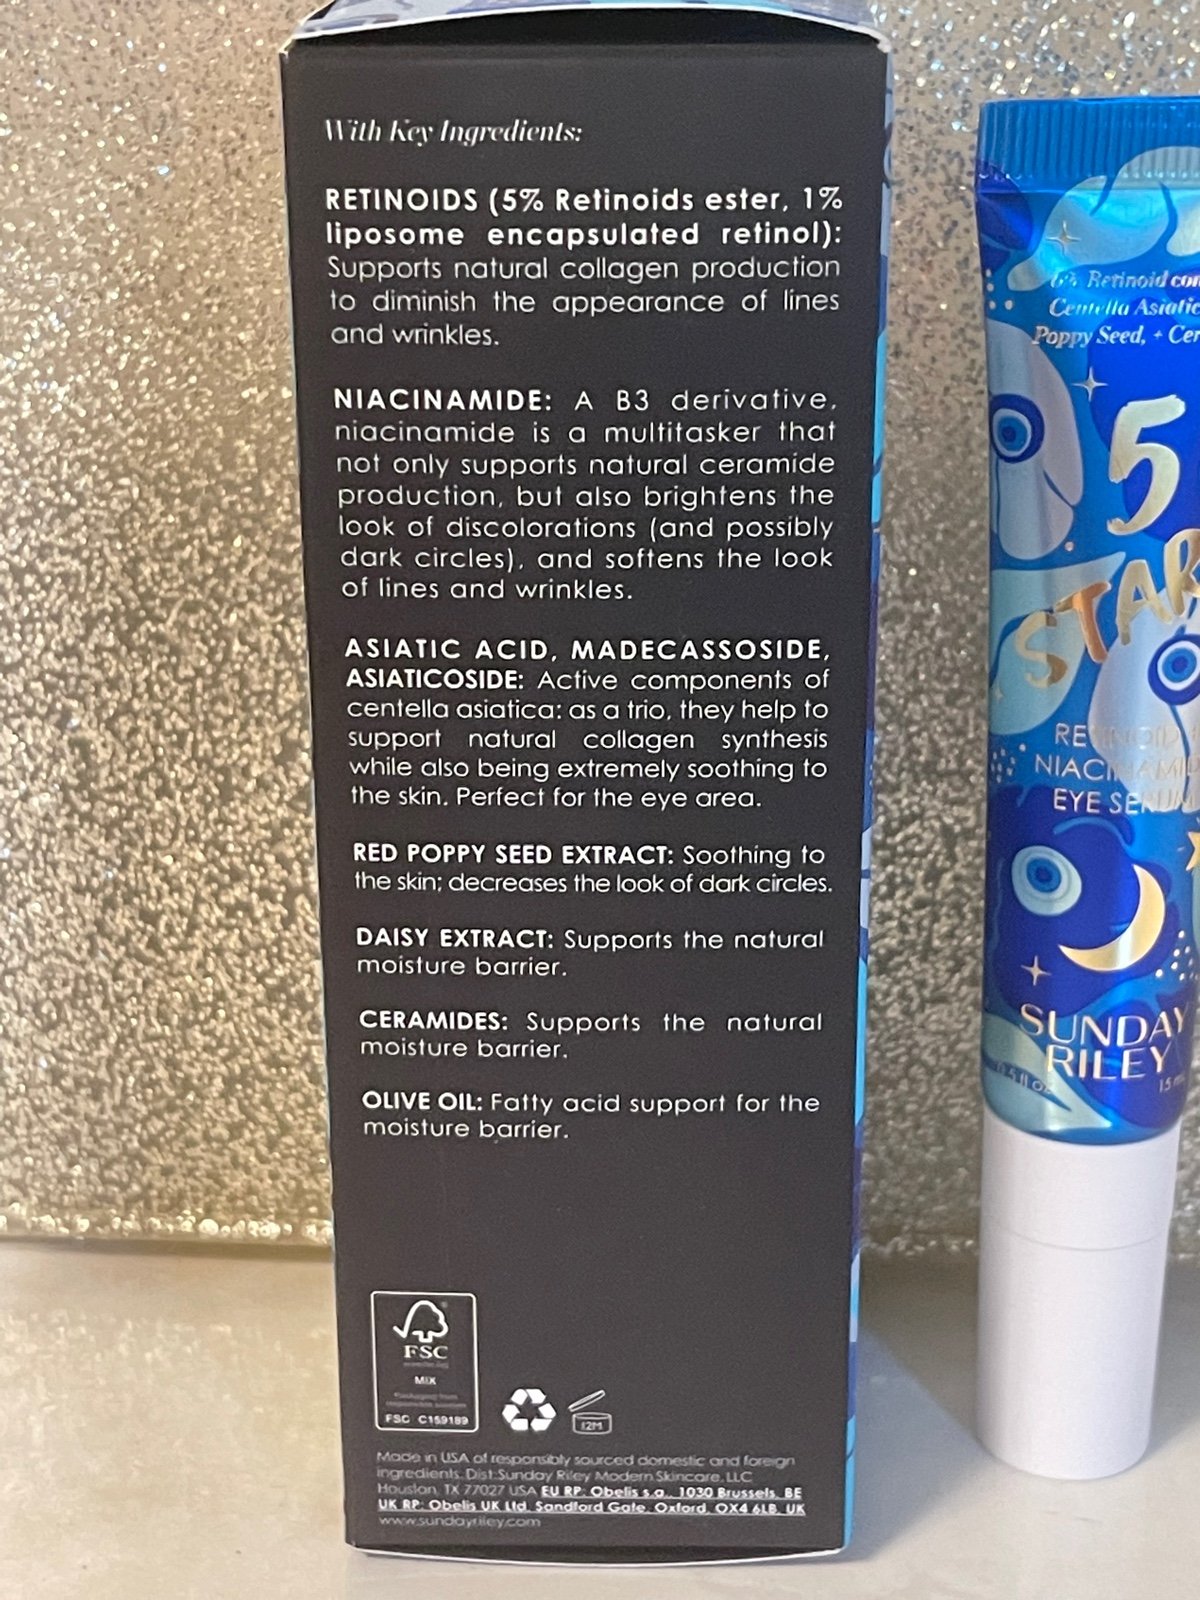 With Key Ingredients:
RETINOIDS (5% Retinoids ester, 1%
liposome encapsulated retinol):
Supports natural collagen production
to diminish the appearance of lines
and wrinkles.
NIACINAMIDE: A B3 derivative,
niacinamide is a multitasker that
not only supports natural ceramide
production, but also brightens the
look of discolorations (and possibly
dark circles), and softens the look
of lines and wrinkles.
ASIATIC ACID, MADECASSOSIDE,
ASIATICOSIDE: Active components of
centella asiatica; as a trio, they help to
support natural collagen synthesis
while also being extremely soothing to
the skin. Perfect for the eye area.
RED POPPY SEED EXTRACT: Soothing to
the skin; decreases the look of dark circles.
DAISY EXTRACT: Supports the natural
moisture barrier.
CERAMIDES: Supports the natural
moisture barrier.
OLIVE OIL: Fatty acid support for the
moisture barrier.
FSC
MIX
FSC C159189
12M
Made in USA of responsibly sourced domestic and foreign
ingredients. Dist: Sunday Riley Modern Skincare, LLC
Houston, TX 77027 USA EU RP: Obelis s.a., 1030 Brussels, BE
UK RP: Obelis UK Ltd, Sandford Gate, Oxford, OX4 6LB, UK
www.sundayriley.com
Retinoid
Centella Asiatic
Poppy Seed, + Cer
5
STAR
RETINOID
NIACINAMID
EYE SERUM
SUNDAY
RILEY
0.5 fl oz
15